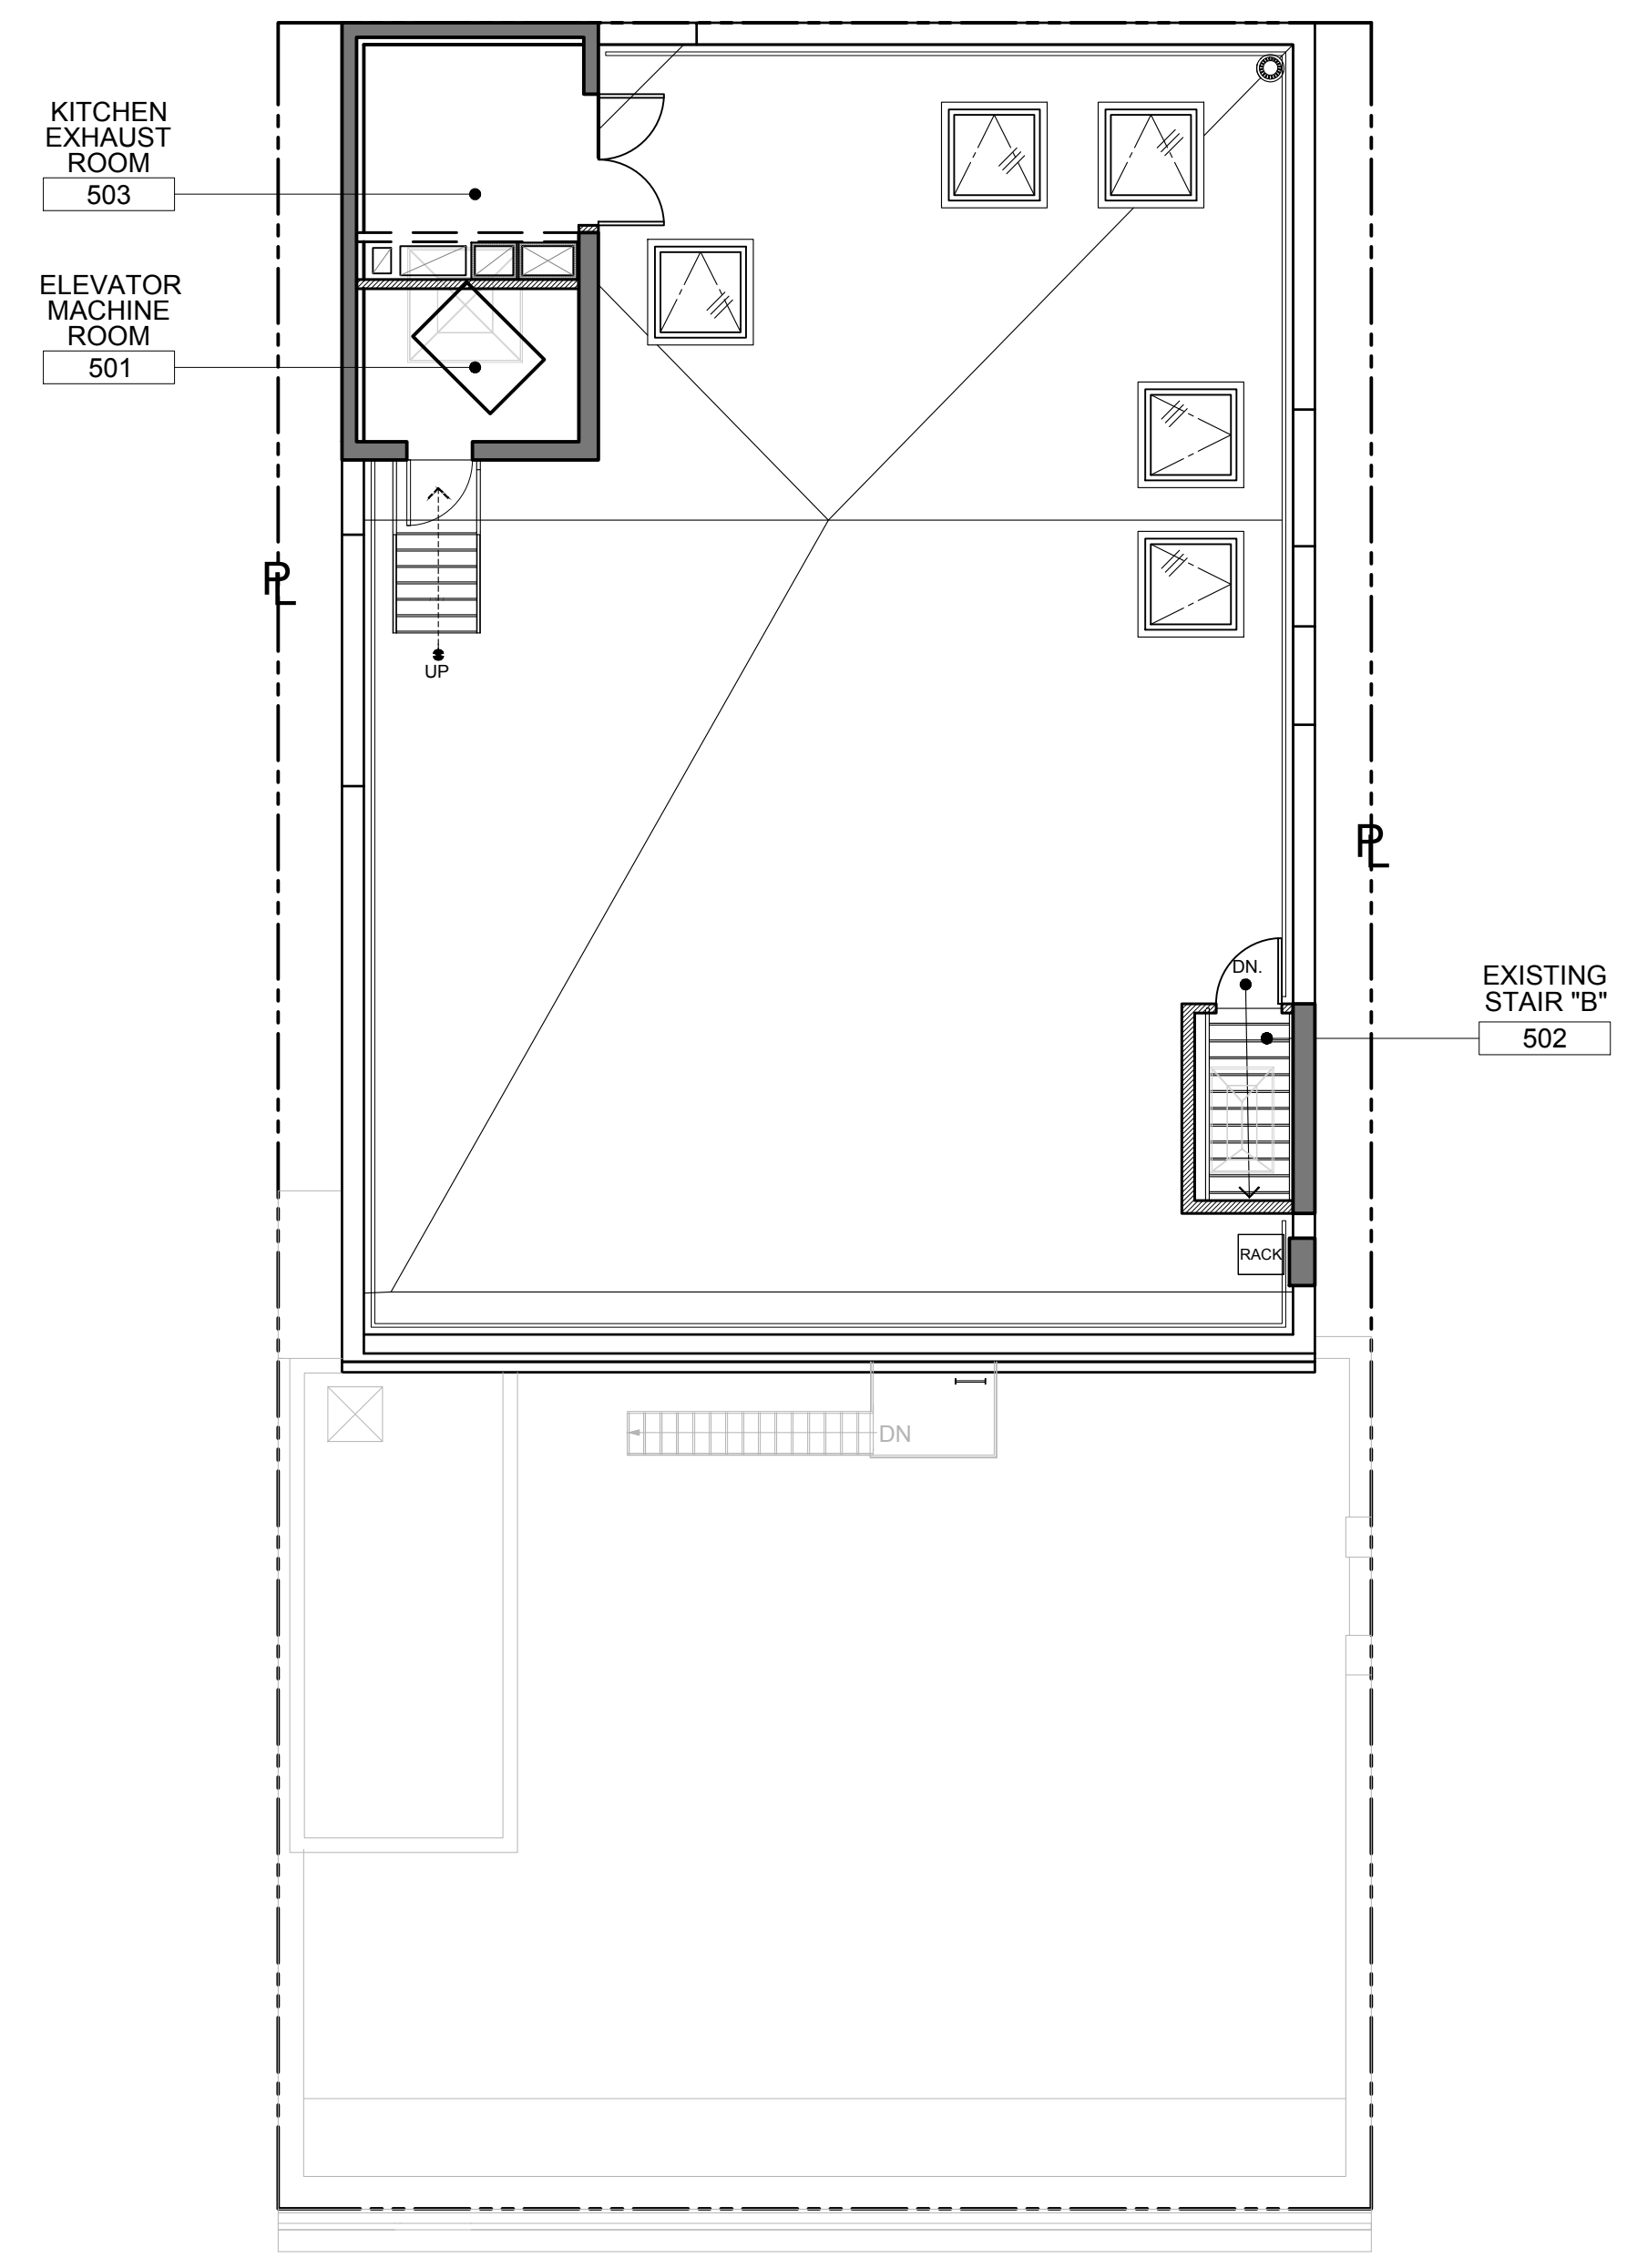 KITCHEN
EXHAUST
ROOM
503
ELEVATOR
MACHINE
ROOM
501
PL
UP
PL
DN.
EXISTING
STAIR "B"
502
RACK
DN